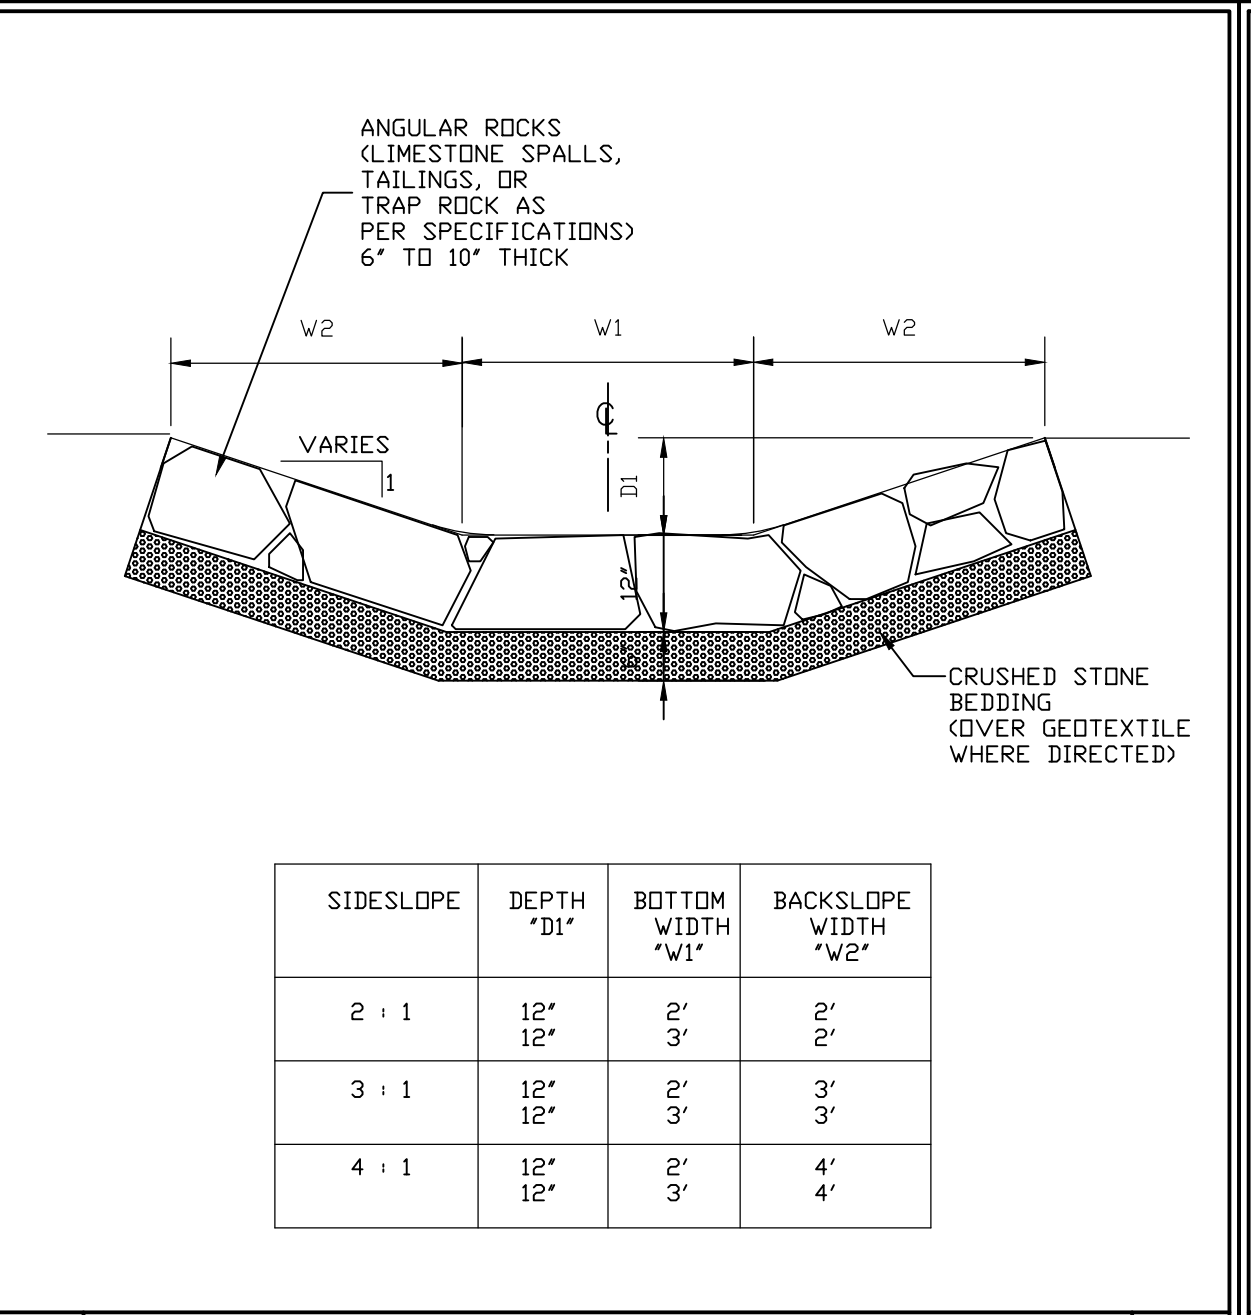 ANGULAR ROCKS
(LIMESTONE SPALLS,
TAILINGS, OR
TRAP ROCK AS
PER SPECIFICATIONS)
6" TO 10" THICK
W2 W1 W2
℄
VARIES
1
D1
12"
6"
CRUSHED STONE
BEDDING
(OVER GEOTEXTILE
WHERE DIRECTED)
SIDESLOPE DEPTH BOTTOM BACKSLOPE
"D1" WIDTH WIDTH
"W1" "W2"
2 : 1 12" 2' 2'
12" 3' 2'
3 : 1 12" 2' 3'
12" 3' 3'
4 : 1 12" 2' 4'
12" 3' 4'